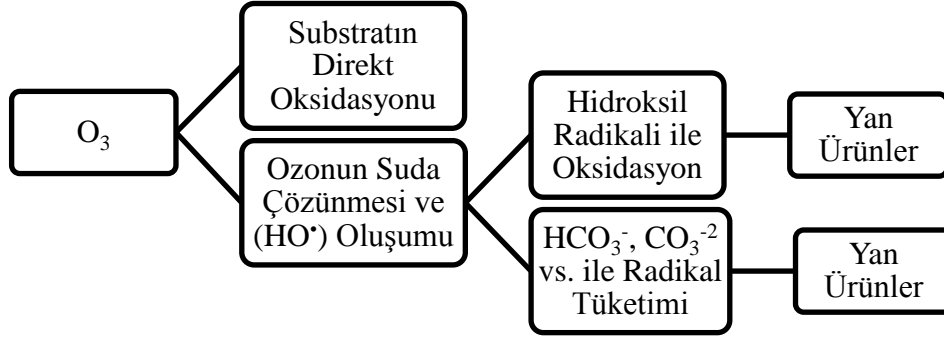 O₃
Substratın
Direkt
Oksidasyonu
Ozonun Suda
Çözünmesi ve
(HO•) Oluşumu
Hidroksil
Radikali ile
Oksidasyon
Yan
Ürünler
HCO₃⁻, CO₃⁻²
vs. ile Radikal
Tüketimi
Yan
Ürünler